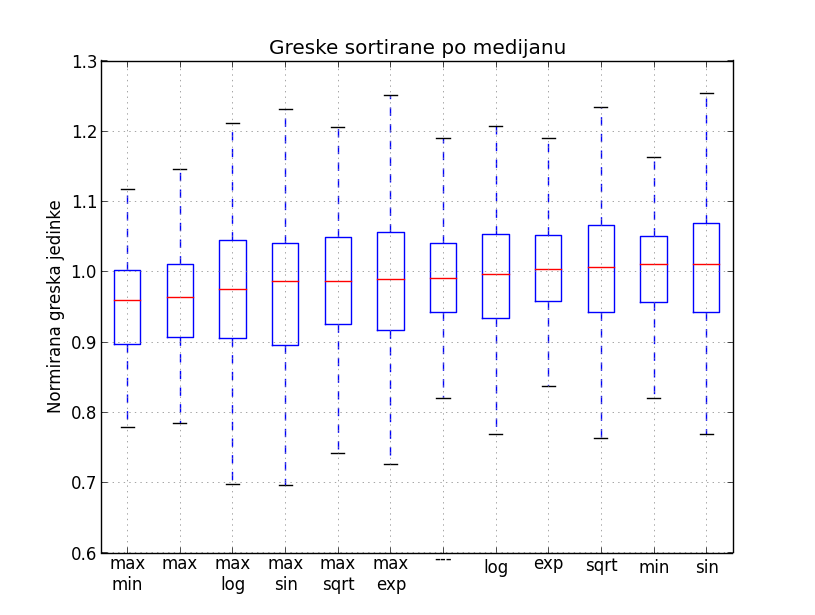 Greske sortirane po medijanu
Normirana greska jedinke
1.3
1.2
1.1
1.0
0.9
0.8
0.7
0.6
max min
max
max log
max sin
max sqrt
max exp
---
log
exp
sqrt
min
sin